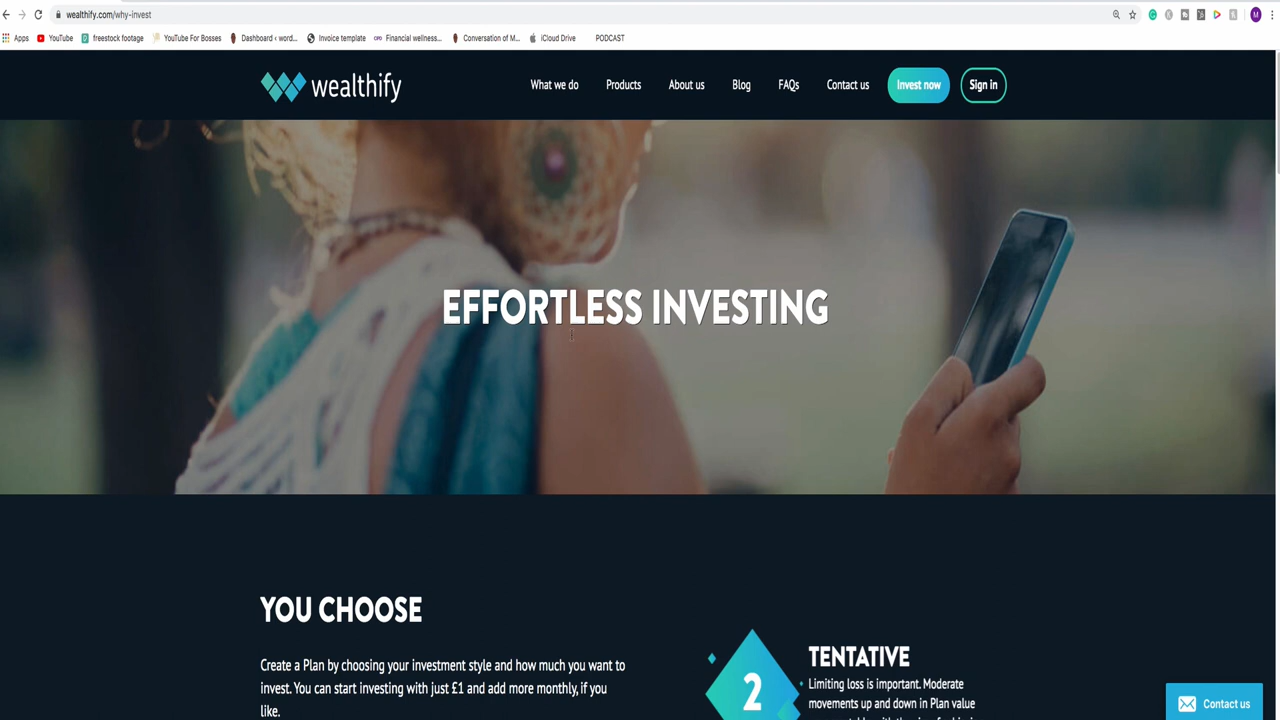 wealthify.com/why-invest
M
Apps YouTube freestock footage YouTube For Bosses Dashboard ‹ word... Invoice template Financial wellness... Conversation of M... iCloud Drive PODCAST
wealthify What we do Products About us Blog FAQs Contact us Invest now Sign in
EFFORTLESS INVESTING
YOU CHOOSE
Create a Plan by choosing your investment style and how much you want to
invest. You can start investing with just £1 and add more monthly, if you
like.
2
TENTATIVE
Limiting loss is important. Moderate
movements up and down in Plan value
Contact us